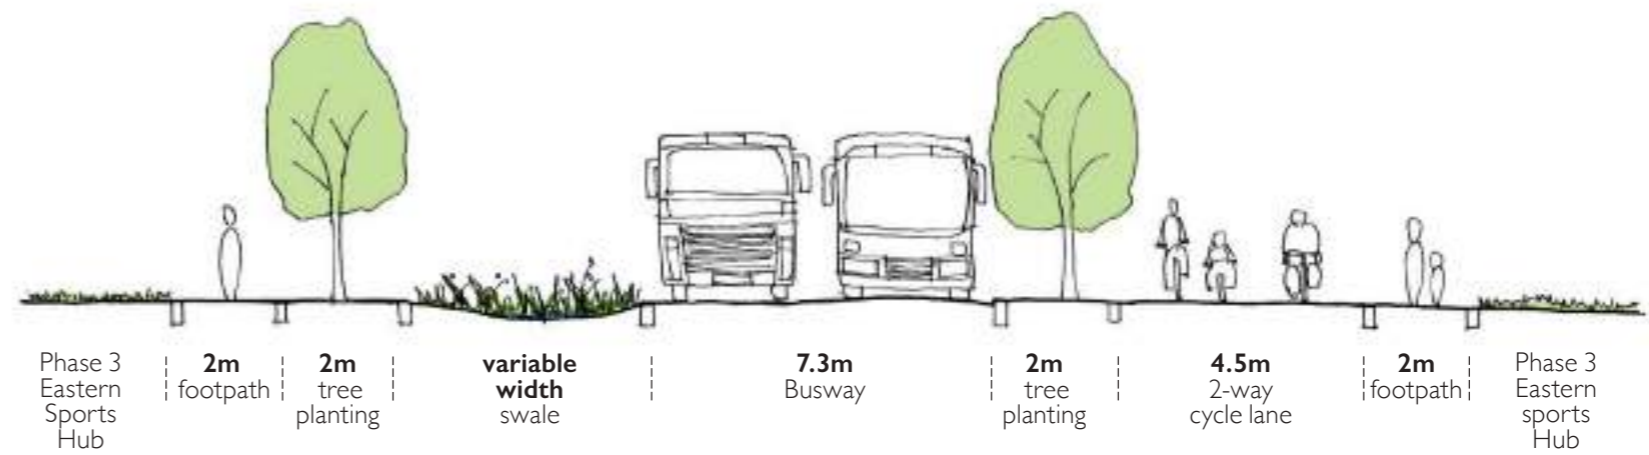 Phase 3
Eastern
Sports
Hub
2m
footpath
2m
tree
planting
variable
width
swale
7.3m
Busway
2m
tree
planting
4.5m
2-way
cycle lane
2m
footpath
Phase 3
Eastern
sports
Hub